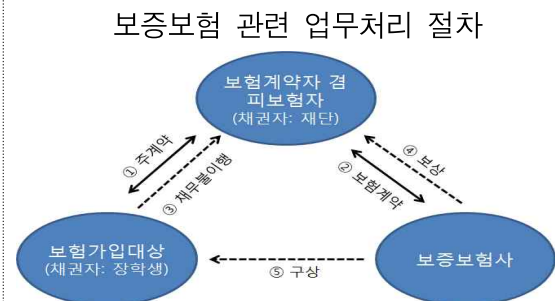 보증보험 관련 업무처리 절차
보험계약자 겸
피보험자
(채권자: 재단)
① 주계약
③ 채무불이행
④ 보상
② 보험계약
보험가입대상
(채권자: 장학생)
⑤ 구상
보증보험사